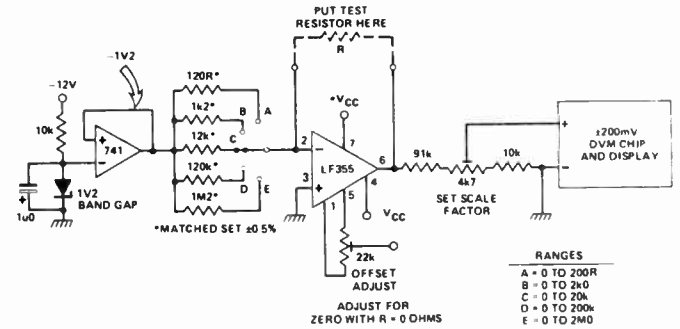 PUT TEST
RESISTOR HERE
R
−1V2
−12V
10k
+
741
−
+
1u0
1V2
BAND GAP
120R*
1k2*
12k*
120k*
1M2*
A
B
C
D
E
*MATCHED SET ±0.5%
*VCC
2
−
7
LF355
6
3
+
4
1
5
VCC
22k
OFFSET
ADJUST
ADJUST FOR
ZERO WITH R = 0 OHMS
91k
4k7
10k
SET SCALE
FACTOR
+
−
±200mV
DVM CHIP
AND DISPLAY
RANGES
A = 0 TO 200R
B = 0 TO 2k0
C = 0 TO 20k
D = 0 TO 200k
E = 0 TO 2M0